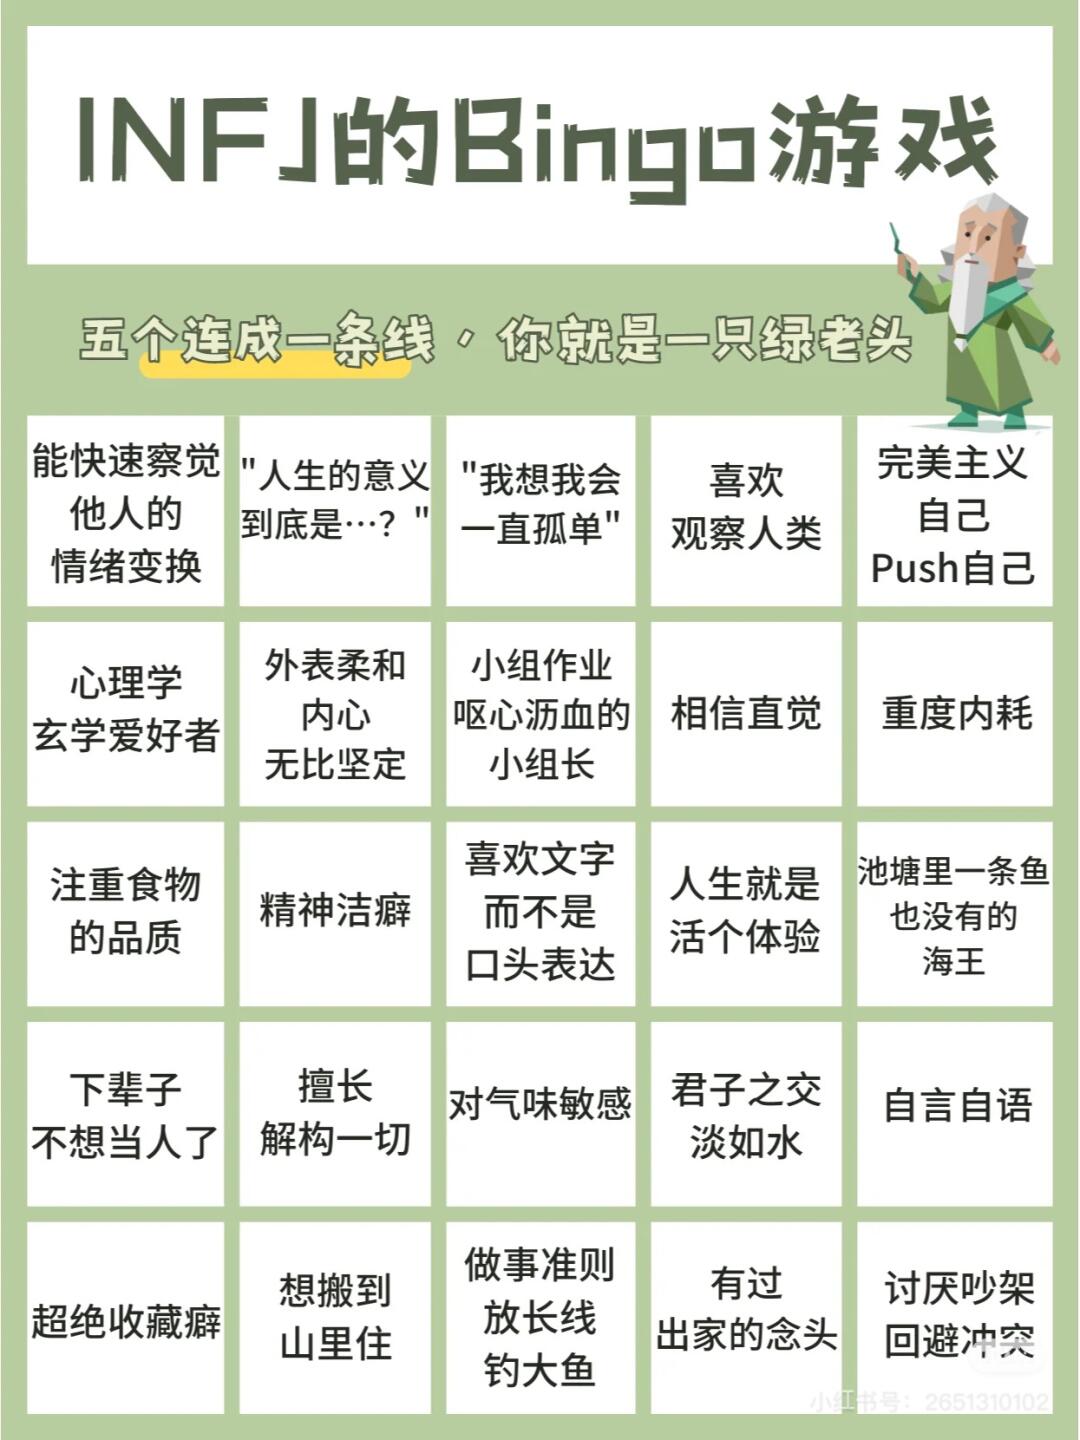 INFJ的Bingo游戏
五个连成一条线，你就是一只绿老头
能快速察觉
他人的
情绪变换
"人生的意义
到底是…？"
"我想我会
一直孤单"
喜欢
观察人类
完美主义
自己
Push自己
心理学
玄学爱好者
外表柔和
内心
无比坚定
小组作业
呕心沥血的
小组长
相信直觉
重度内耗
注重食物
的品质
精神洁癖
喜欢文字
而不是
口头表达
人生就是
活个体验
池塘里一条鱼
也没有的
海王
下辈子
不想当人了
擅长
解构一切
对气味敏感
君子之交
淡如水
自言自语
超绝收藏癖
想搬到
山里住
做事准则
放长线
钓大鱼
有过
出家的念头
讨厌吵架
回避冲突
小红书号：2651310102